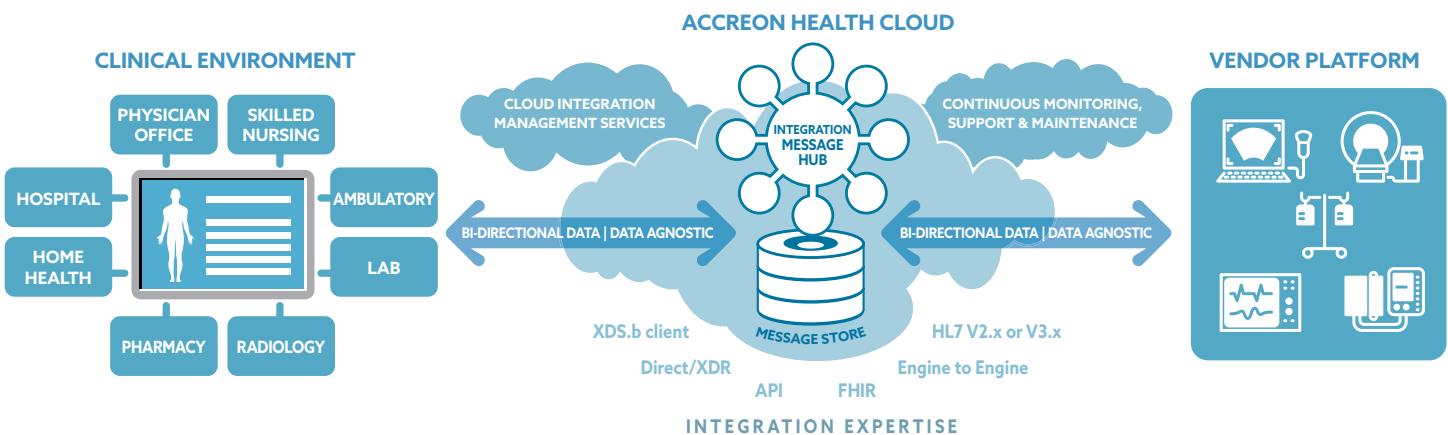 ACCREON HEALTH CLOUD
CLINICAL ENVIRONMENT
VENDOR PLATFORM
PHYSICIAN
OFFICE
SKILLED
NURSING
HOSPITAL
AMBULATORY
HOME
HEALTH
LAB
PHARMACY
RADIOLOGY
CLOUD INTEGRATION
MANAGEMENT SERVICES
INTEGRATION
MESSAGE
HUB
CONTINUOUS MONITORING,
SUPPORT & MAINTENANCE
BI-DIRECTIONAL DATA | DATA AGNOSTIC
BI-DIRECTIONAL DATA | DATA AGNOSTIC
MESSAGE STORE
XDS.b client
HL7 V2.x or V3.x
Direct/XDR
Engine to Engine
API
FHIR
INTEGRATION EXPERTISE